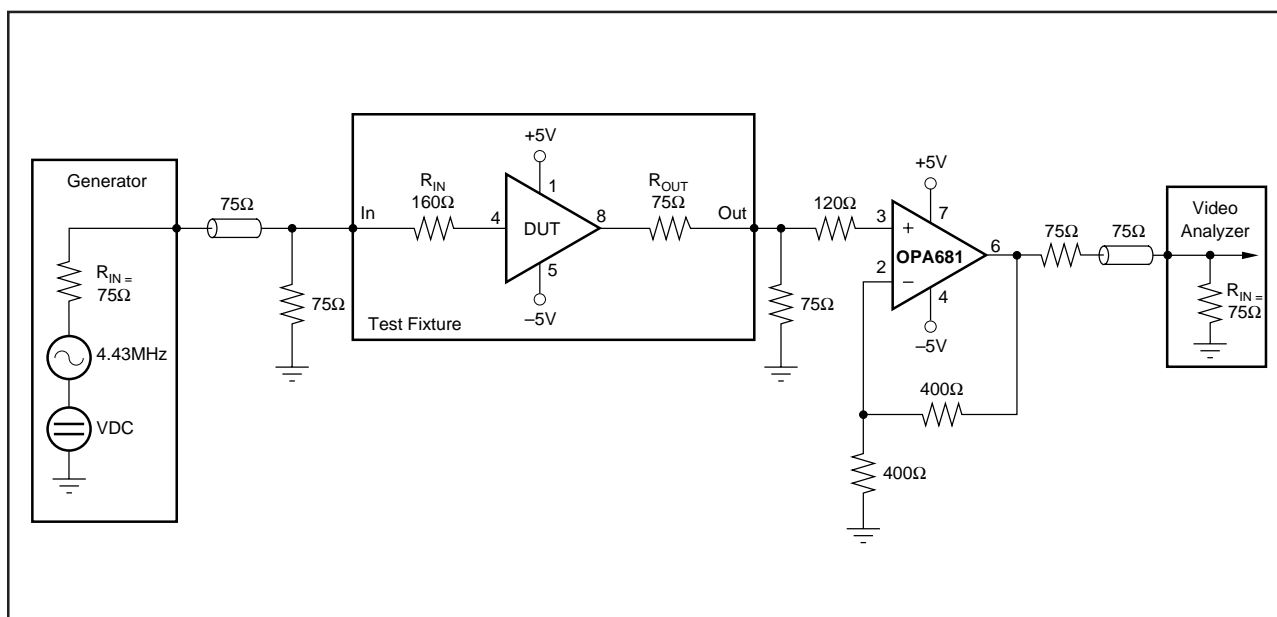 Generator
R_IN =
75Ω
4.43MHz
VDC
75Ω
75Ω
In
R_IN
160Ω
4
DUT
+5V
1
5
–5V
8
R_OUT
75Ω
Out
Test Fixture
75Ω
120Ω
3
+
2
–
OPA681
+5V
7
6
4
–5V
400Ω
400Ω
75Ω
75Ω
Video
Analyzer
R_IN =
75Ω